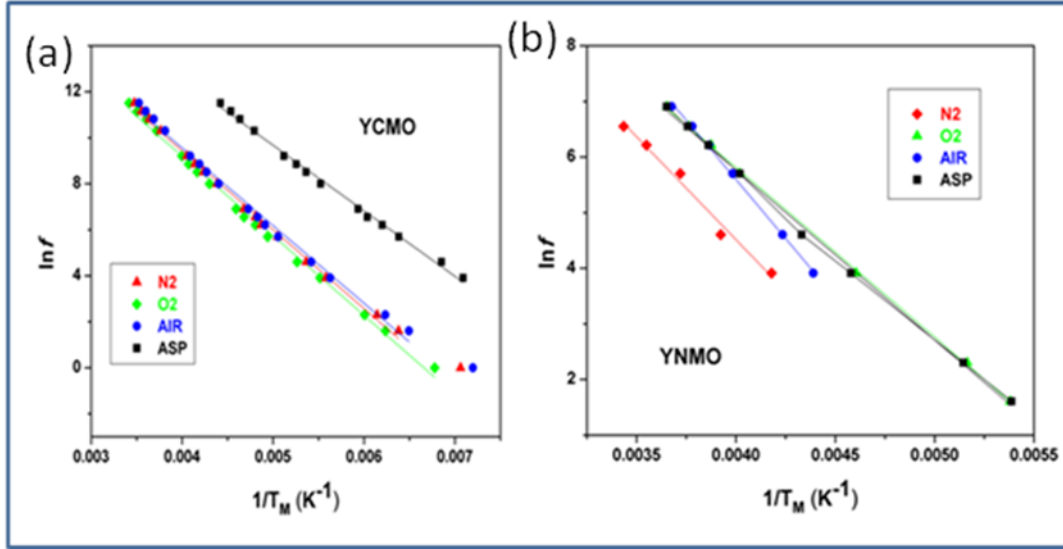 (a)
YCMO
12
8
4
0
ln f
N2
O2
AIR
ASP
0.003
0.004
0.005
0.006
0.007
1/T_M (K⁻¹)
(b)
8
6
4
2
ln f
N2
O2
AIR
ASP
YNMO
0.0035
0.0040
0.0045
0.0050
0.0055
1/T_M (K⁻¹)